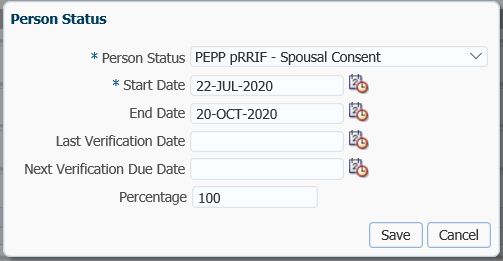 Person Status
* Person Status PEPP pRRIF - Spousal Consent
* Start Date 22-JUL-2020
End Date 20-OCT-2020
Last Verification Date
Next Verification Due Date
Percentage 100
Save Cancel